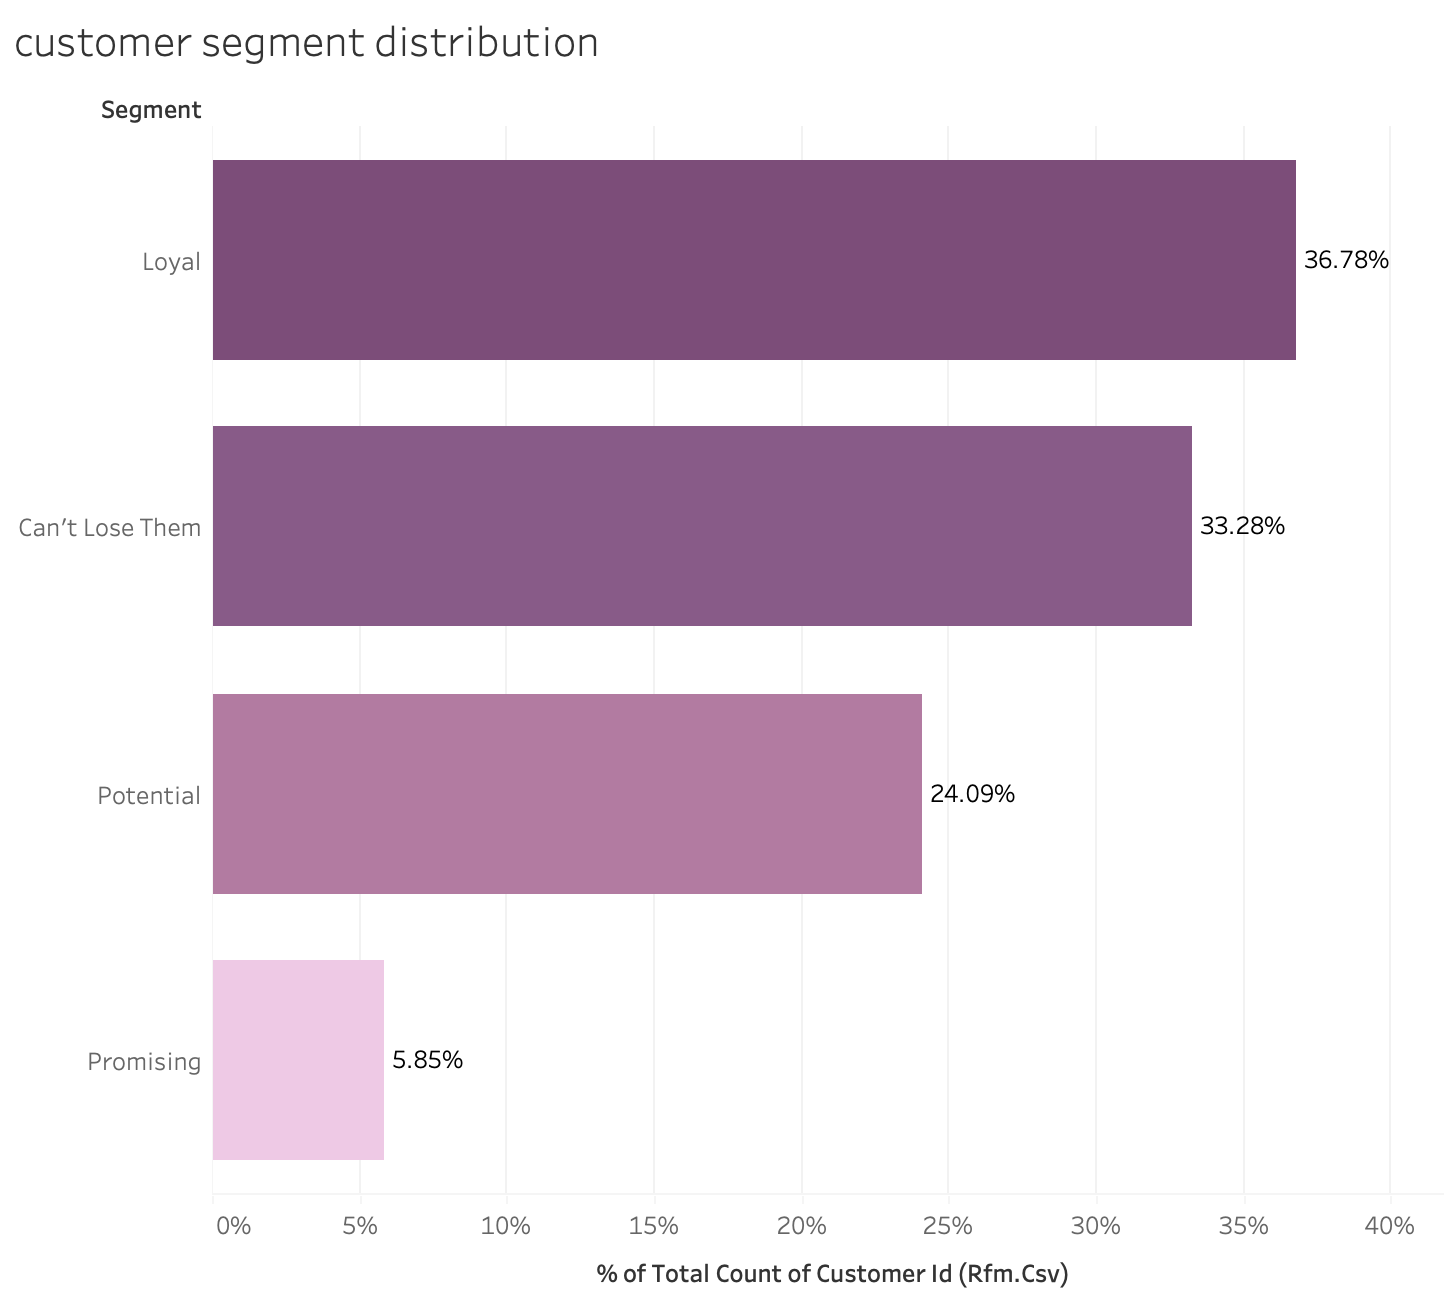 customer segment distribution
Segment
Loyal
36.78%
Can’t Lose Them
33.28%
Potential
24.09%
Promising
5.85%
0% 5% 10% 15% 20% 25% 30% 35% 40%
% of Total Count of Customer Id (Rfm.Csv)